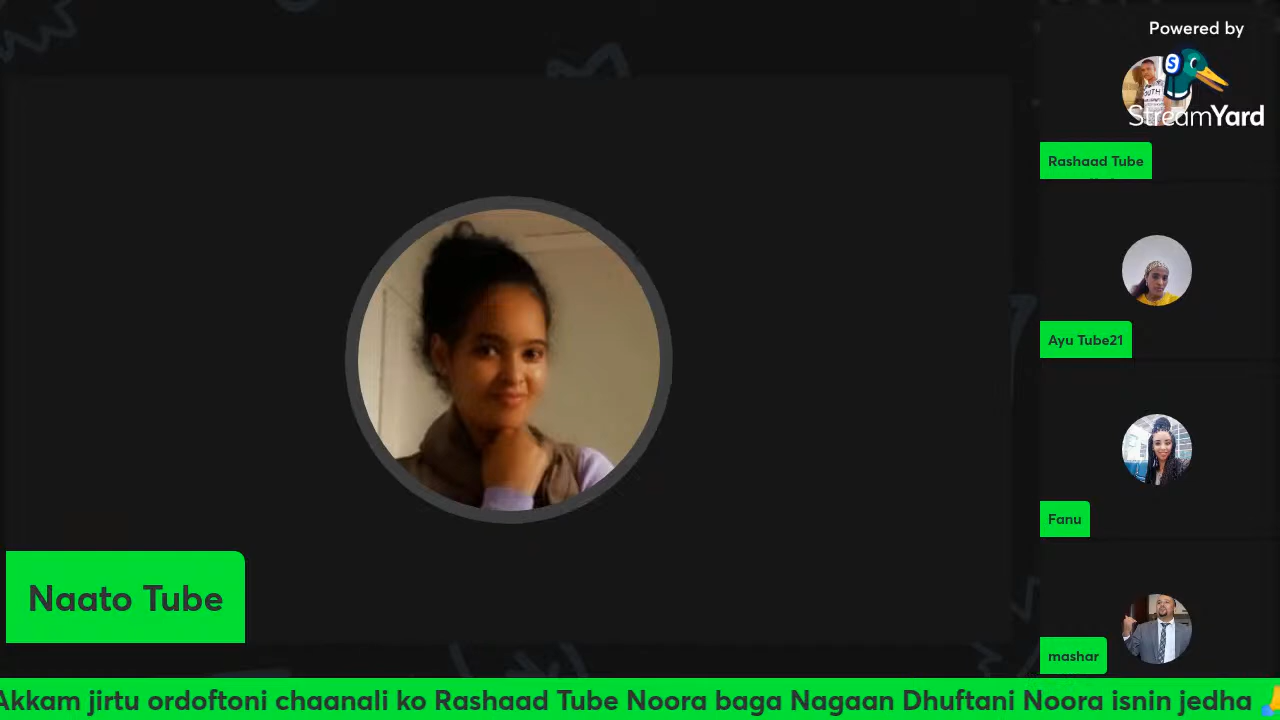 Powered by
StreamYard
Rashaad Tube
Ayu Tube21
Fanu
mashar
Naato Tube
Akkam jirtu ordoftoni chaanali ko Rashaad Tube Noora baga Nagaan Dhuftani Noora isnin jedha